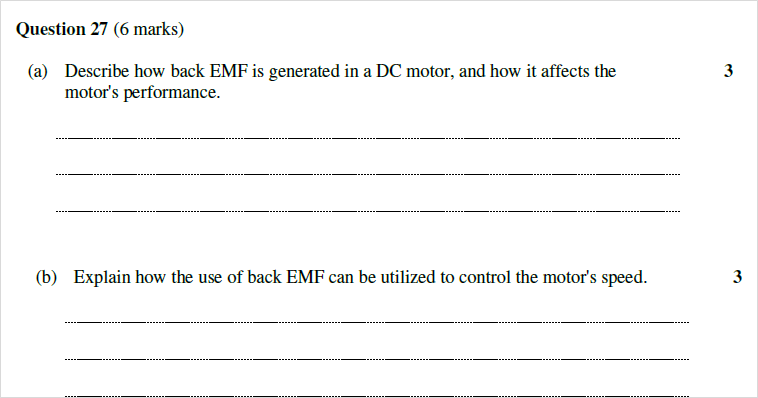 Question 27 (6 marks)
(a) Describe how back EMF is generated in a DC motor, and how it affects the 3
motor's performance.
(b) Explain how the use of back EMF can be utilized to control the motor's speed. 3